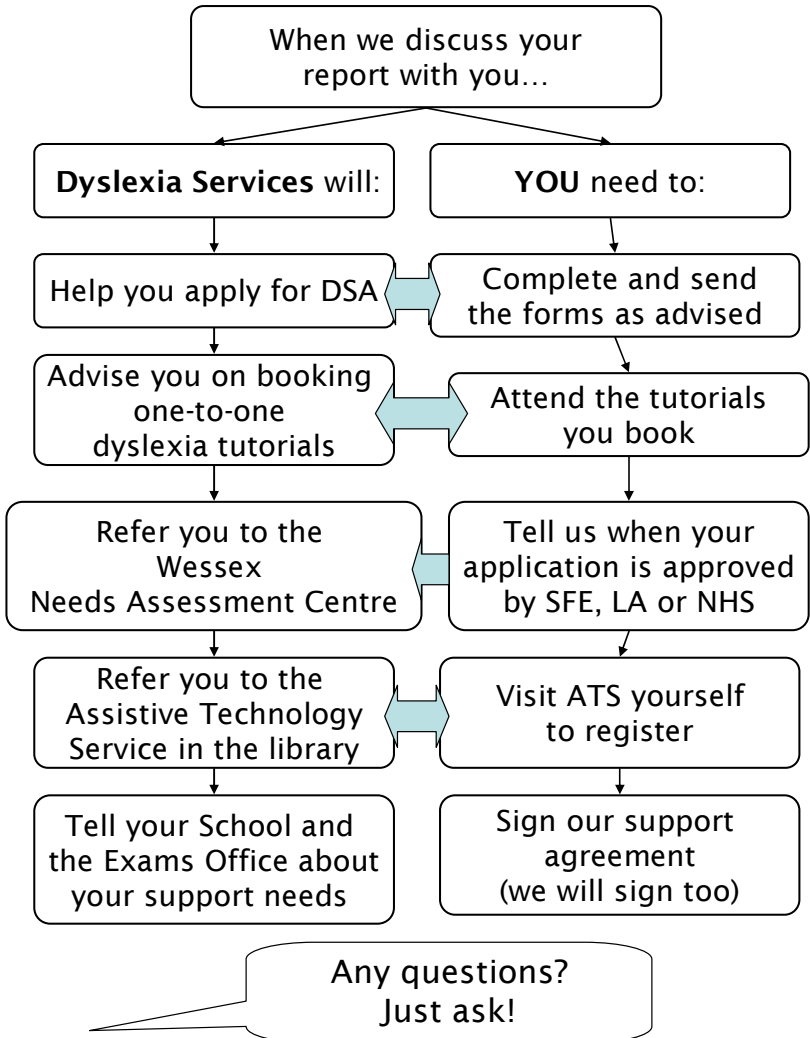 When we discuss your
report with you…
Dyslexia Services will:
YOU need to:
Help you apply for DSA
Complete and send
the forms as advised
Advise you on booking
one-to-one
dyslexia tutorials
Attend the tutorials
you book
Refer you to the
Wessex
Needs Assessment Centre
Tell us when your
application is approved
by SFE, LA or NHS
Refer you to the
Assistive Technology
Service in the library
Visit ATS yourself
to register
Tell your School and
the Exams Office about
your support needs
Sign our support
agreement
(we will sign too)
Any questions?
Just ask!